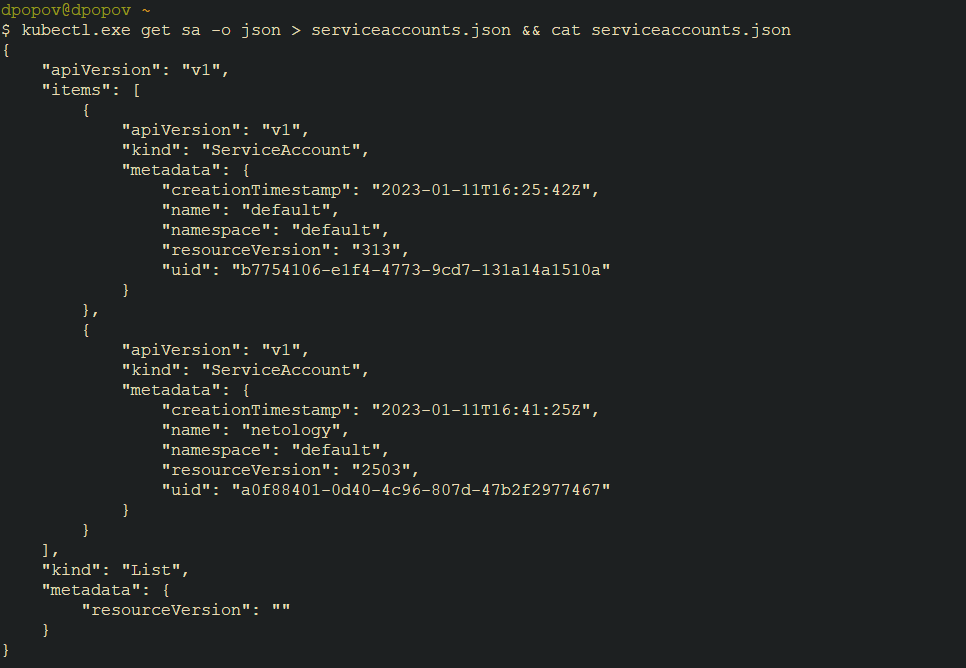 dpopov@dpopov ~
$ kubectl.exe get sa -o json > serviceaccounts.json && cat serviceaccounts.json
{
    "apiVersion": "v1",
    "items": [
        {
            "apiVersion": "v1",
            "kind": "ServiceAccount",
            "metadata": {
                "creationTimestamp": "2023-01-11T16:25:42Z",
                "name": "default",
                "namespace": "default",
                "resourceVersion": "313",
                "uid": "b7754106-e1f4-4773-9cd7-131a14a1510a"
            }
        },
        {
            "apiVersion": "v1",
            "kind": "ServiceAccount",
            "metadata": {
                "creationTimestamp": "2023-01-11T16:41:25Z",
                "name": "netology",
                "namespace": "default",
                "resourceVersion": "2503",
                "uid": "a0f88401-0d40-4c96-807d-47b2f2977467"
            }
        }
    ],
    "kind": "List",
    "metadata": {
        "resourceVersion": ""
    }
}